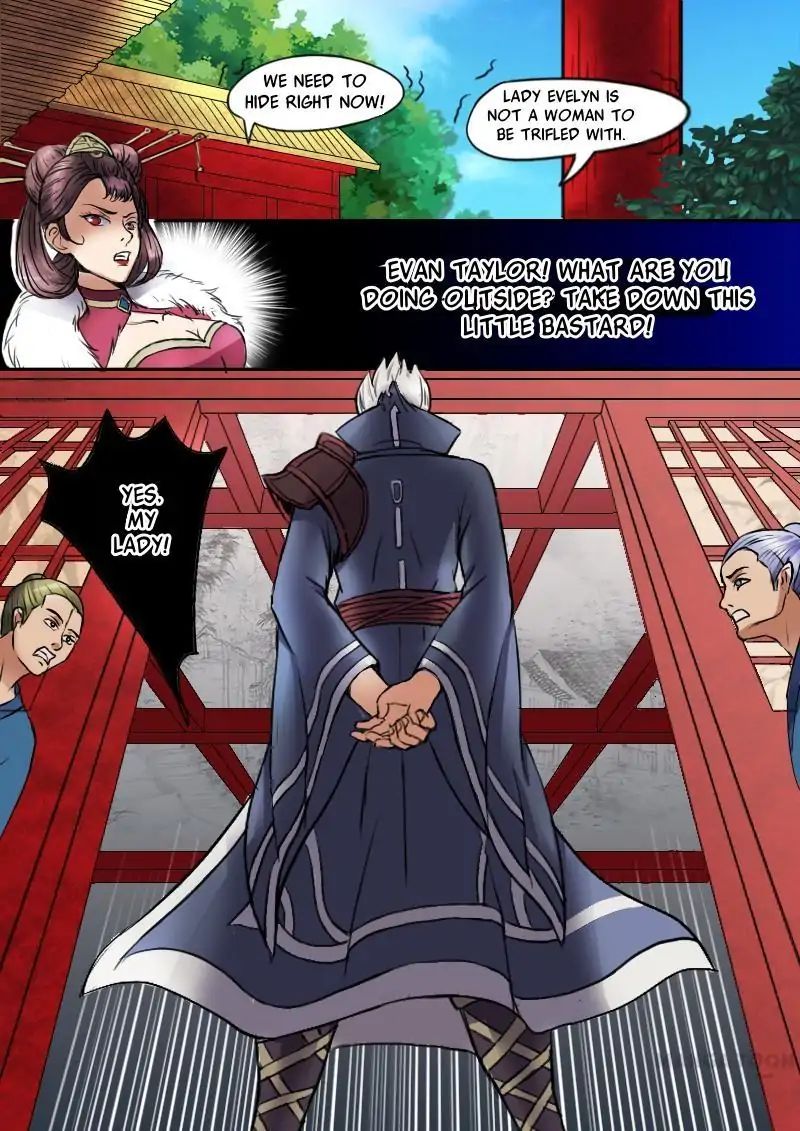 WE NEED TO
HIDE RIGHT NOW!
LADY EVELYN IS
NOT A WOMAN TO
BE TRIFLED WITH.
EVAN TAYLOR! WHAT ARE YOU
DOING OUTSIDE? TAKE DOWN THIS
LITTLE BASTARD!
YES,
MY
LADY!